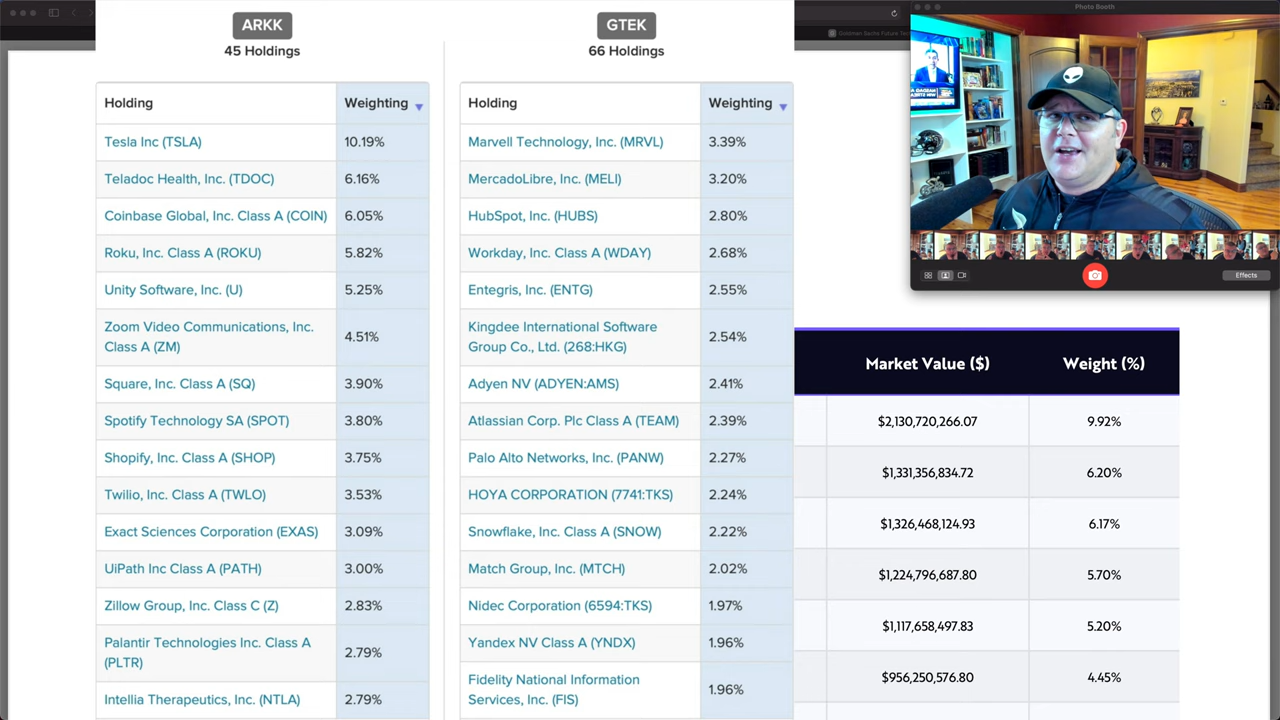 ARKK
45 Holdings
Holding Weighting
Tesla Inc (TSLA) 10.19%
Teladoc Health, Inc. (TDOC) 6.16%
Coinbase Global, Inc. Class A (COIN) 6.05%
Roku, Inc. Class A (ROKU) 5.82%
Unity Software, Inc. (U) 5.25%
Zoom Video Communications, Inc.
Class A (ZM) 4.51%
Square, Inc. Class A (SQ) 3.90%
Spotify Technology SA (SPOT) 3.80%
Shopify, Inc. Class A (SHOP) 3.75%
Twilio, Inc. Class A (TWLO) 3.53%
Exact Sciences Corporation (EXAS) 3.09%
UiPath Inc Class A (PATH) 3.00%
Zillow Group, Inc. Class C (Z) 2.83%
Palantir Technologies Inc. Class A
(PLTR) 2.79%
Intellia Therapeutics, Inc. (NTLA) 2.79%
GTEK
66 Holdings
Holding Weighting
Marvell Technology, Inc. (MRVL) 3.39%
MercadoLibre, Inc. (MELI) 3.20%
HubSpot, Inc. (HUBS) 2.80%
Workday, Inc. Class A (WDAY) 2.68%
Entegris, Inc. (ENTG) 2.55%
Kingdee International Software
Group Co., Ltd. (268:HKG) 2.54%
Adyen NV (ADYEN:AMS) 2.41%
Atlassian Corp. Plc Class A (TEAM) 2.39%
Palo Alto Networks, Inc. (PANW) 2.27%
HOYA CORPORATION (7741:TKS) 2.24%
Snowflake, Inc. Class A (SNOW) 2.22%
Match Group, Inc. (MTCH) 2.02%
Nidec Corporation (6594:TKS) 1.97%
Yandex NV Class A (YNDX) 1.96%
Fidelity National Information
Services, Inc. (FIS) 1.96%
Photo Booth
Effects
Market Value ($) Weight (%)
$2,130,720,266.07 9.92%
$1,331,356,834.72 6.20%
$1,326,468,124.93 6.17%
$1,224,796,687.80 5.70%
$1,117,658,497.83 5.20%
$956,250,576.80 4.45%